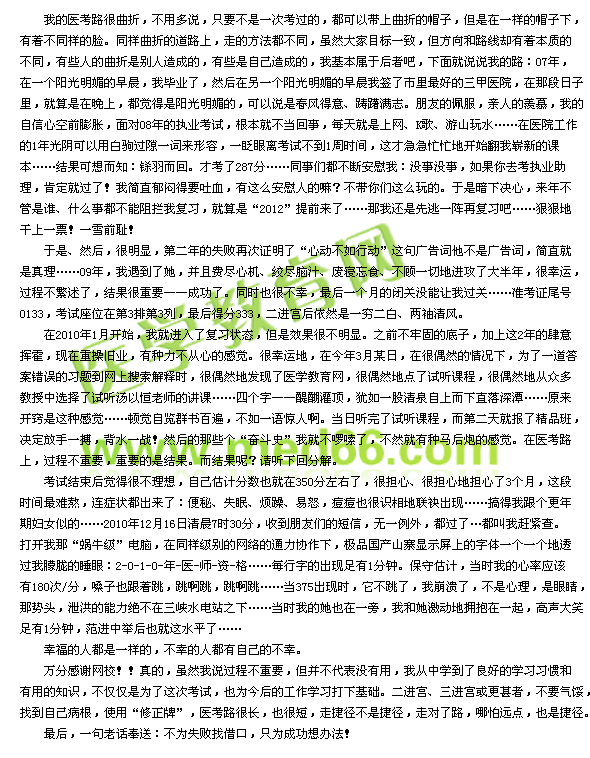 我的医考路很曲折，不用多说，只要不是一次考过的，都可以带上曲折的帽子，但是在一样的帽子下，
有着不同样的脸。同样曲折的道路上，走的方法都不同，虽然大家目标一致，但方向和路线却有着本质的
不同，有些人的曲折是别人造成的，有些是自己造成的，我基本属于后者吧，下面就说说我的路：07年，
在一个阳光明媚的早晨，我毕业了，然后在另一个阳光明媚的早晨我签了市里最好的三甲医院，在那段日子
里，就算是在晚上，都觉得是阳光明媚的，可以说是春风得意、踌躇满志。朋友的佩服，亲人的羡慕，我的
自信心空前膨胀，面对08年的执业考试，根本就不当回事，每天就是上网、K歌、游山玩水……在医院工作
的1年光阴可以用白驹过隙一词来形容，一眨眼离考试不到1周时间，这才急急忙忙地开始翻我崭新的课
本……结果可想而知：铩羽而回。才考了287分……同事们都不断安慰我：没事没事，如果你去考执业助
理，肯定就过了！我简直郁闷得要吐血，有这么安慰人的嘛？不带你们这么玩的。于是暗下决心，来年不
管是谁、什么事都不能阻拦我复习，就算是“2012”提前来了……那我还是先逃一阵再复习吧……狠狠地
干上一票！一雪前耻！
于是、然后，很明显，第二年的失败再次证明了“心动不如行动”这句广告词他不是广告词，简直就
是真理……09年，我遇到了她，并且费尽心机、绞尽脑汁、废寝忘食、不顾一切地进攻了大半年，很幸运，
过程不繁述了，结果很重要——成功了。同时也很不幸，最后一个月的闭关没能让我过关……准考证尾号
0133，考试座位在第3排第3列，最后得分333，二进宫后依然是一穷二白、两袖清风。
在2010年1月开始，我就进入了复习状态，但是效果很不明显。之前不牢固的底子，加上这2年的肆意
挥霍，现在重操旧业，有种力不从心的感觉。很幸运地，在今年3月某日，在很偶然的情况下，为了一道答
案错误的习题到网上搜索解释时，很偶然地发现了医学教育网，很偶然地点了试听课程，很偶然地从众多
教授中选择了试听汤以恒老师的讲课……四个字——醍醐灌顶，犹如一股清泉自上而下直落深潭……原来
开窍是这种感觉……顿觉自览群书百遍，不如一语惊人啊。当日听完了试听课程，而第二天就报了精品班，
决定放手一搏，背水一战！然后的那些个“奋斗史”我就不啰嗦了，不然就有种马后炮的感觉。在医考路
上，过程不重要，重要的是结果。而结果呢？请听下回分解。
考试结束后觉得很不理想，自己估计分数也就在350分左右了，很担心、很担心地担心了3个月，这段
时间最难熬，连症状都出来了：便秘、失眠、烦躁、易怒，痘痘也很识相地联袂出现……搞得我跟个更年
期妇女似的……2010年12月16日清晨7时30分，收到朋友们的短信，无一例外，都过了…都叫我赶紧查。
打开我那“蜗牛级”电脑，在同样级别的网络的通力协作下，极品国产山寨显示屏上的字体一个一个地透
过我朦胧的睡眼：2-0-1-0-年-医-师-资-格……每行字的出现足有1分钟。保守估计，当时我的心率应该
有180次/分，嗓子也跟着跳，跳啊跳，跳啊跳……当375出现时，它不跳了，我崩溃了，不是心理，是眼睛，
那势头，泄洪的能力绝不在三峡水电站之下……当时我的她也在一旁，我和她激动地拥抱在一起，高声大笑
足有1分钟，范进中举后也就这水平了……
幸福的人都是一样的，不幸的人都有自己的不幸。
万分感谢网校！！真的，虽然我说过程不重要，但并不代表没有用，我从中学到了良好的学习习惯和
有用的知识，不仅仅是为了这次考试，也为今后的工作学习打下基础。二进宫、三进宫或更甚者，不要气馁，
找到自己病根，使用“修正牌”，医考路很长，也很短，走捷径不是捷径，走对了路，哪怕远点，也是捷径。
最后，一句老话奉送：不为失败找借口，只为成功想办法！
医学教育网
www.med66.com